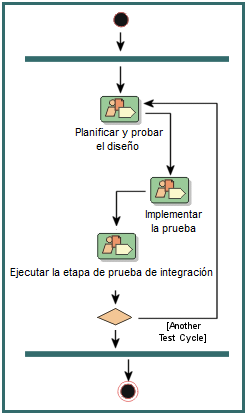 Planificar y probar
el diseño
Implementar
la prueba
Ejecutar la etapa de prueba de integración
[Another
Test Cycle]